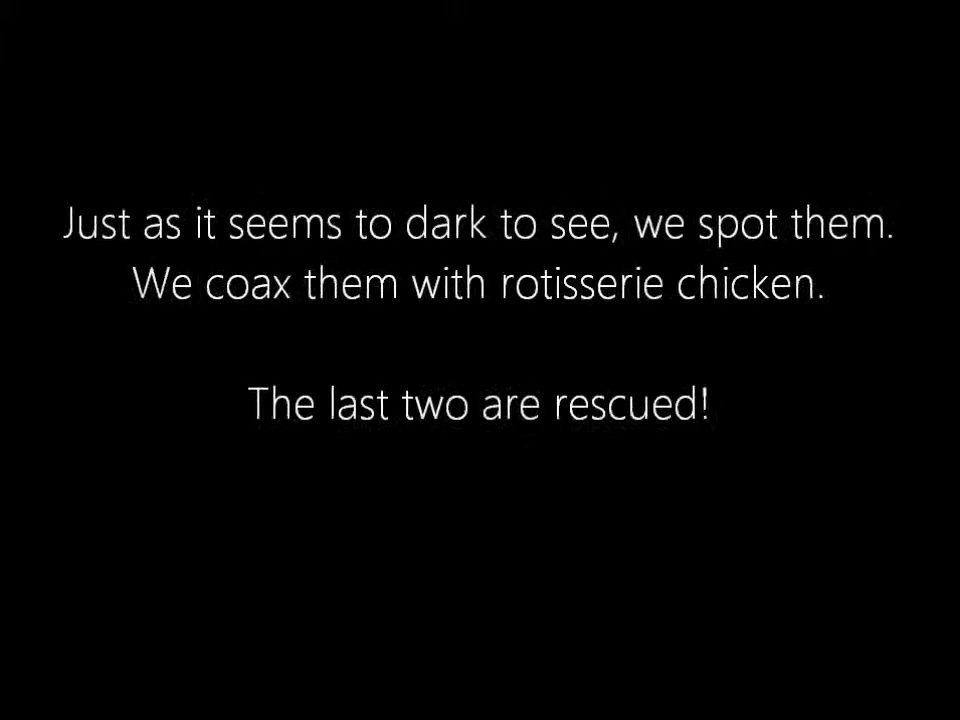 Just as it seems to dark to see, we spot them.
We coax them with rotisserie chicken.
The last two are rescued!